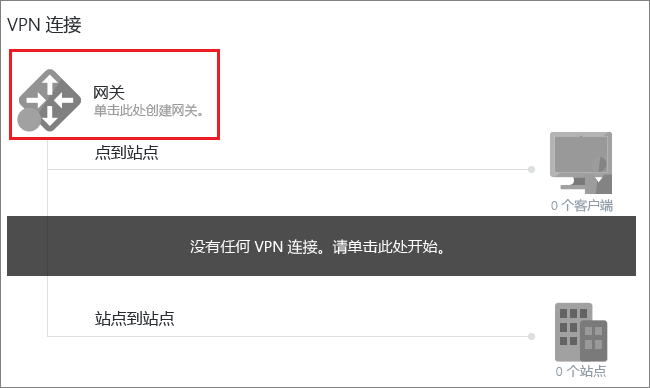 VPN 连接
网关
单击此处创建网关。
点到站点
0 个客户端
没有任何 VPN 连接。请单击此处开始。
站点到站点
0 个站点